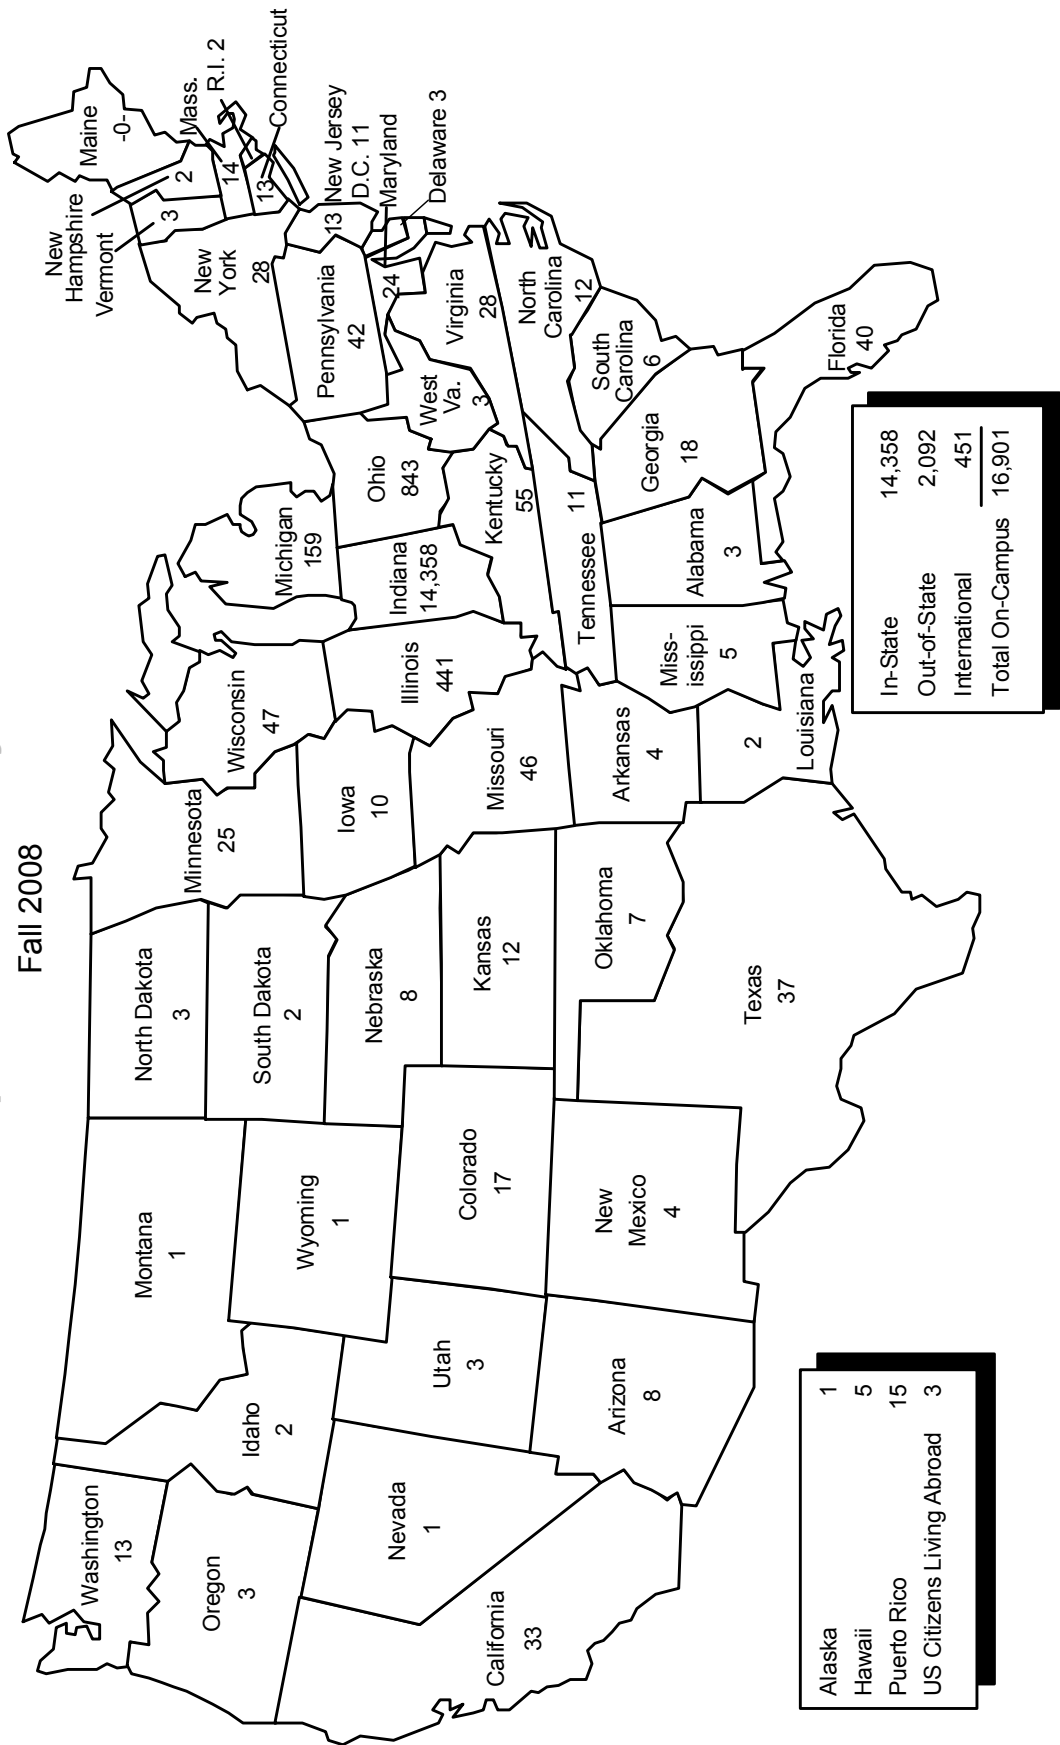 Fall 2008
Washington
13
Oregon
3
California
33
Nevada
1
Idaho
2
Montana
1
Wyoming
1
Utah
3
Arizona
8
Colorado
17
New
Mexico
4
North Dakota
3
South Dakota
2
Nebraska
8
Kansas
12
Oklahoma
7
Texas
37
Minnesota
25
Iowa
10
Missouri
46
Arkansas
4
2
Louisiana
Wisconsin
47
Illinois
441
Michigan
159
Indiana
14,358
Ohio
843
Kentucky
55
Tennessee
11
Miss-
issippi
5
Alabama
3
Georgia
18
Florida
40
South
Carolina
6
North
Carolina
12
Virginia
28
West
Va.
3
Pennsylvania
42
New
York
28
New
Hampshire
2
Vermont
3
Maine
-0-
Mass.
14
R.I. 2
Connecticut
13
New Jersey
13
D.C. 11
Maryland
24
Delaware 3
Alaska 1
Hawaii 5
Puerto Rico 15
US Citizens Living Abroad 3
In-State 14,358
Out-of-State 2,092
International 451
Total On-Campus 16,901